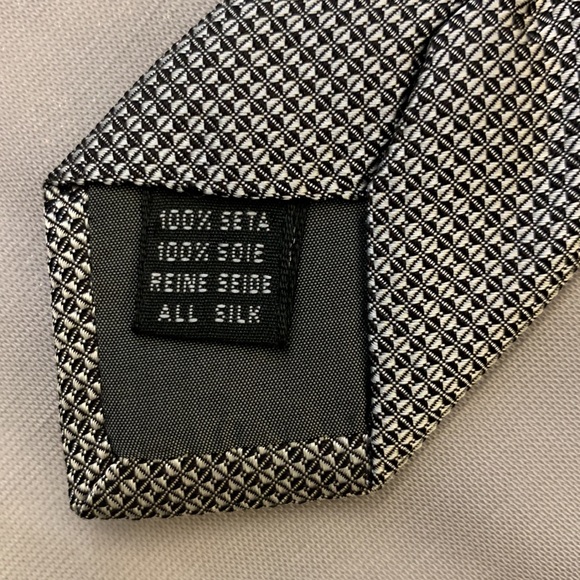 100% SETA
100% SOIE
REINE SEIDE
ALL SILK